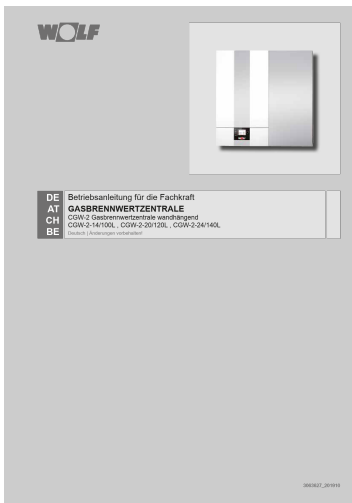 WOLF
DE
AT
CH
BE
Betriebsanleitung für die Fachkraft
GASBRENNWERTZENTRALE
CGW-2 Gasbrennwertzentrale wandhängend
CGW-2-14/100L , CGW-2-20/120L , CGW-2-24/140L
Deutsch | Änderungen vorbehalten!